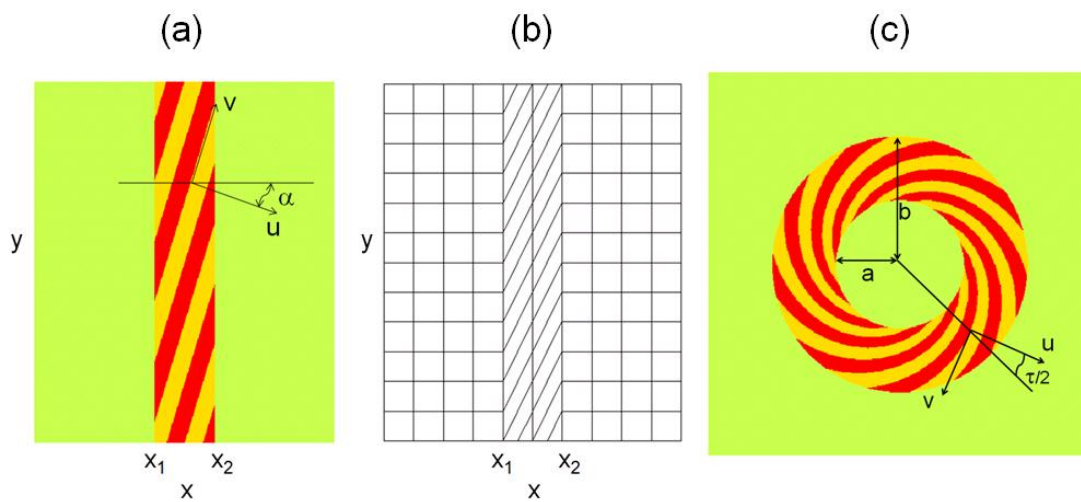 (a)
(b)
(c)
v
α
u
y
x₁
x₂
x
y
x₁
x₂
x
b
a
u
τ/2
v